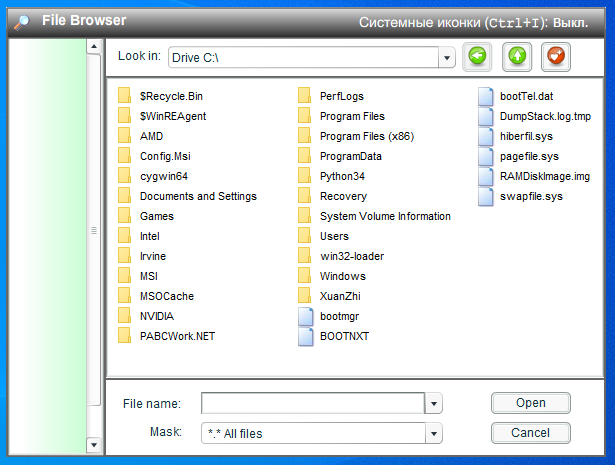 File Browser
Системные иконки (Ctrl+I): Выкл.
Look in:
Drive C:\
$Recycle.Bin
$WinREAgent
AMD
Config.Msi
cygwin64
Documents and Settings
Games
Intel
Irvine
MSI
MSOCache
NVIDIA
PABCWork.NET
PerfLogs
Program Files
Program Files (x86)
ProgramData
Python34
Recovery
System Volume Information
Users
win32-loader
Windows
XuanZhi
bootmgr
BOOTNXT
bootTel.dat
DumpStack.log.tmp
hiberfil.sys
pagefile.sys
RAMDiskImage.img
swapfile.sys
File name:
Open
Mask:
*.* All files
Cancel